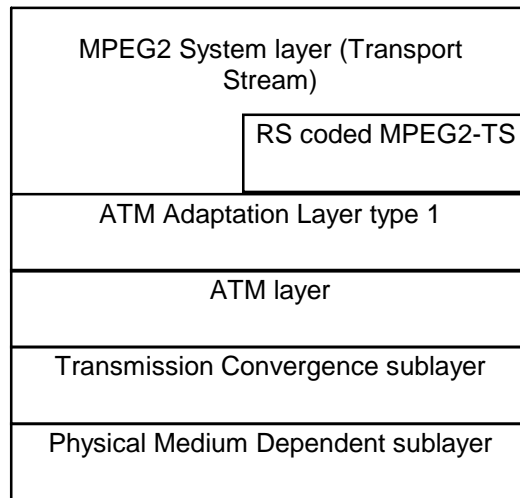 MPEG2 System layer (Transport
Stream)
RS coded MPEG2-TS
ATM Adaptation Layer type 1
ATM layer
Transmission Convergence sublayer
Physical Medium Dependent sublayer